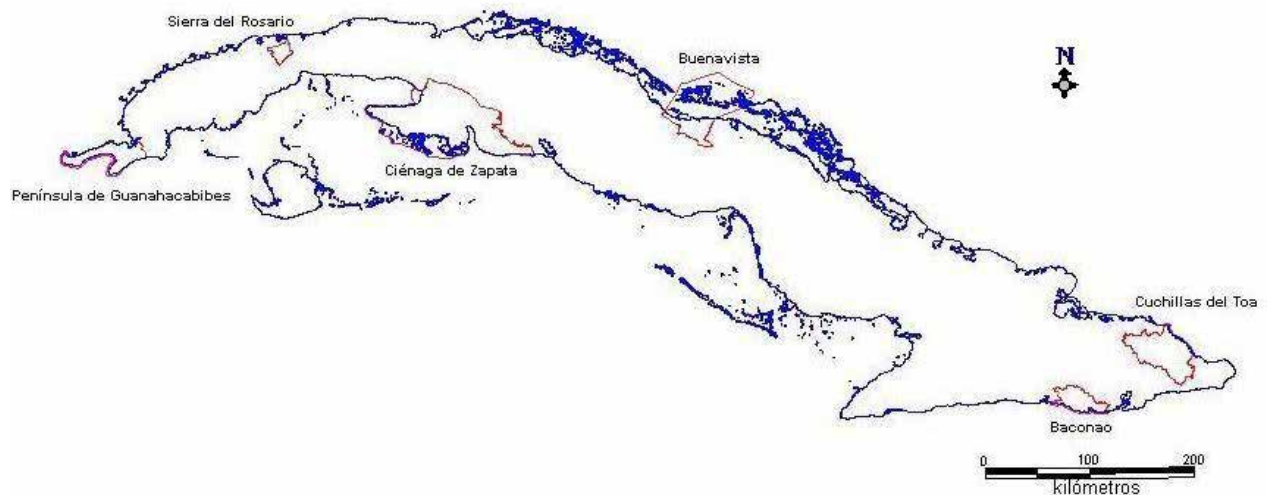 Sierra del Rosario
Buenavista
N
Ciénaga de Zapata
Península de Guanahacabibes
Cuchillas del Toa
Baconao
0 100 200
kilómetros